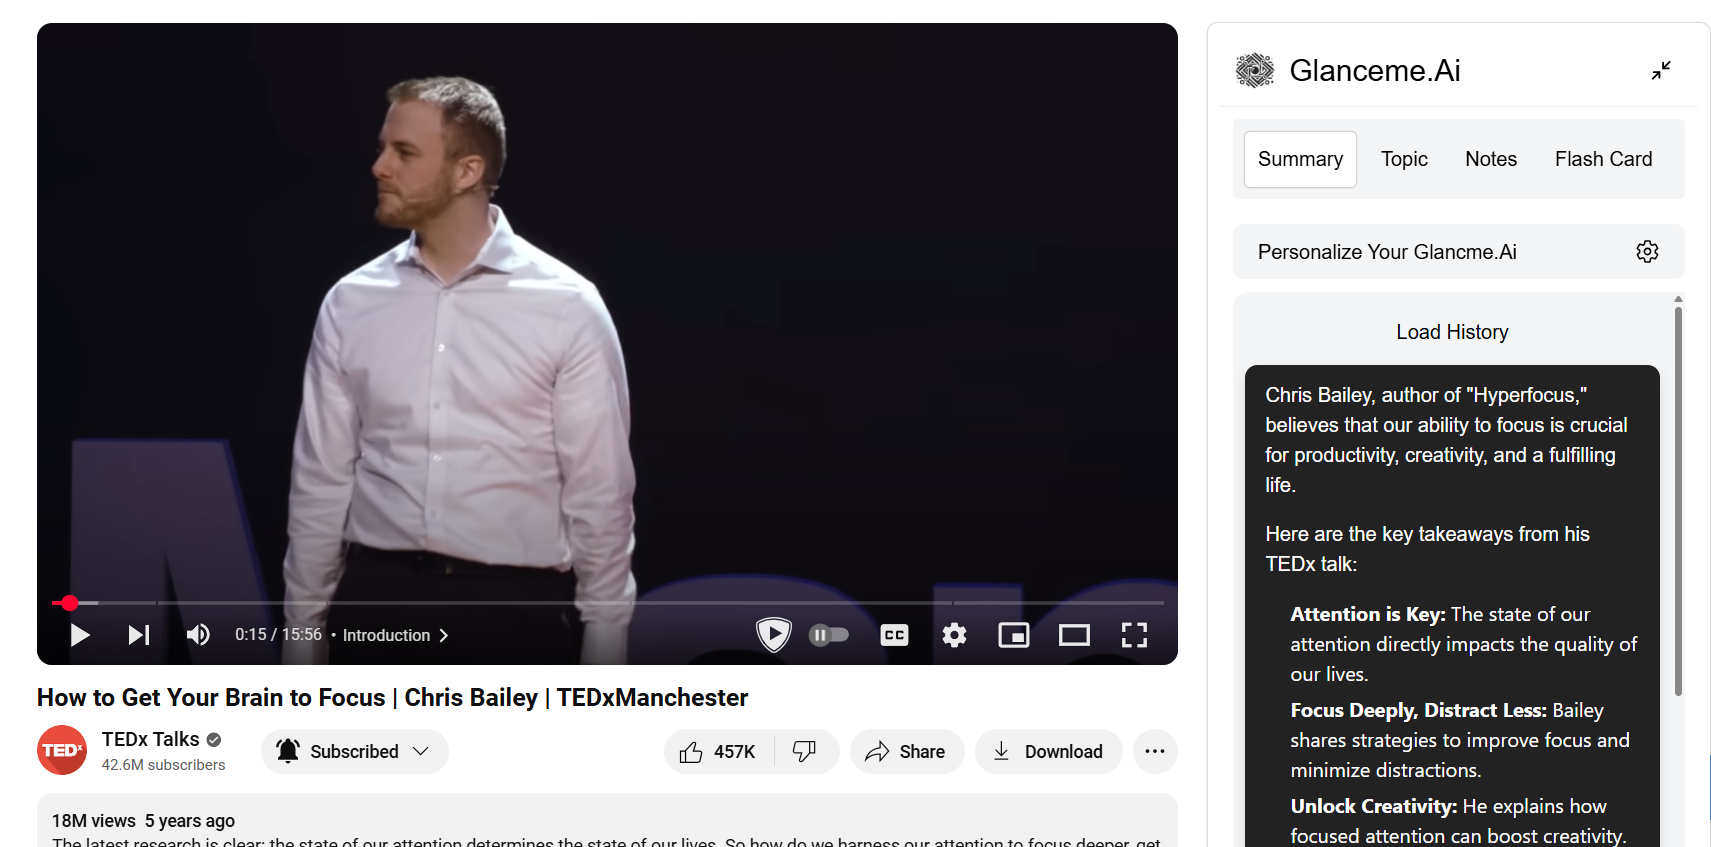 0:15 / 15:56 • Introduction
CC
How to Get Your Brain to Focus | Chris Bailey | TEDxManchester
TEDx
TEDx Talks
42.6M subscribers
Subscribed
457K
Share
Download
18M views 5 years ago
The latest research is clear: the state of our attention determines the state of our lives. So how do we harness our attention to focus deeper, get
Glanceme.Ai
Summary
Topic
Notes
Flash Card
Personalize Your Glancme.Ai
Load History
Chris Bailey, author of "Hyperfocus,"
believes that our ability to focus is crucial
for productivity, creativity, and a fulfilling
life.
Here are the key takeaways from his
TEDx talk:
Attention is Key: The state of our
attention directly impacts the quality of
our lives.
Focus Deeply, Distract Less: Bailey
shares strategies to improve focus and
minimize distractions.
Unlock Creativity: He explains how
focused attention can boost creativity.